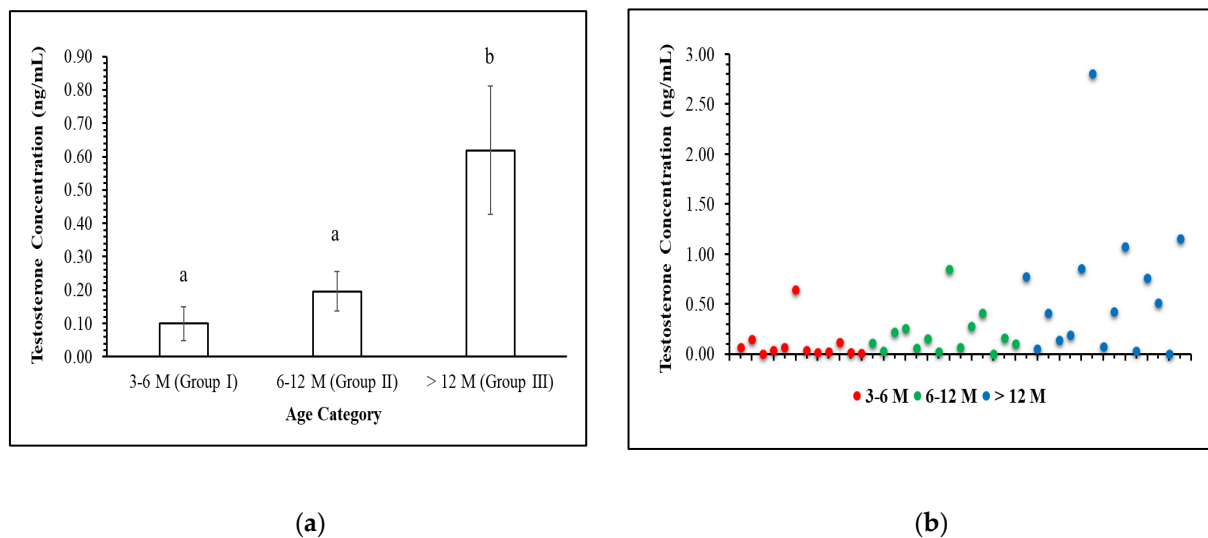 Testosterone Concentration (ng/mL)
0.90
0.80
0.70
0.60
0.50
0.40
0.30
0.20
0.10
0.00
a
a
b
3-6 M (Group I)
6-12 M (Group II)
> 12 M (Group III)
Age Category
(a)
Testosterone Concentration (ng/mL)
3.00
2.50
2.00
1.50
1.00
0.50
0.00
3-6 M
6-12 M
> 12 M
(b)